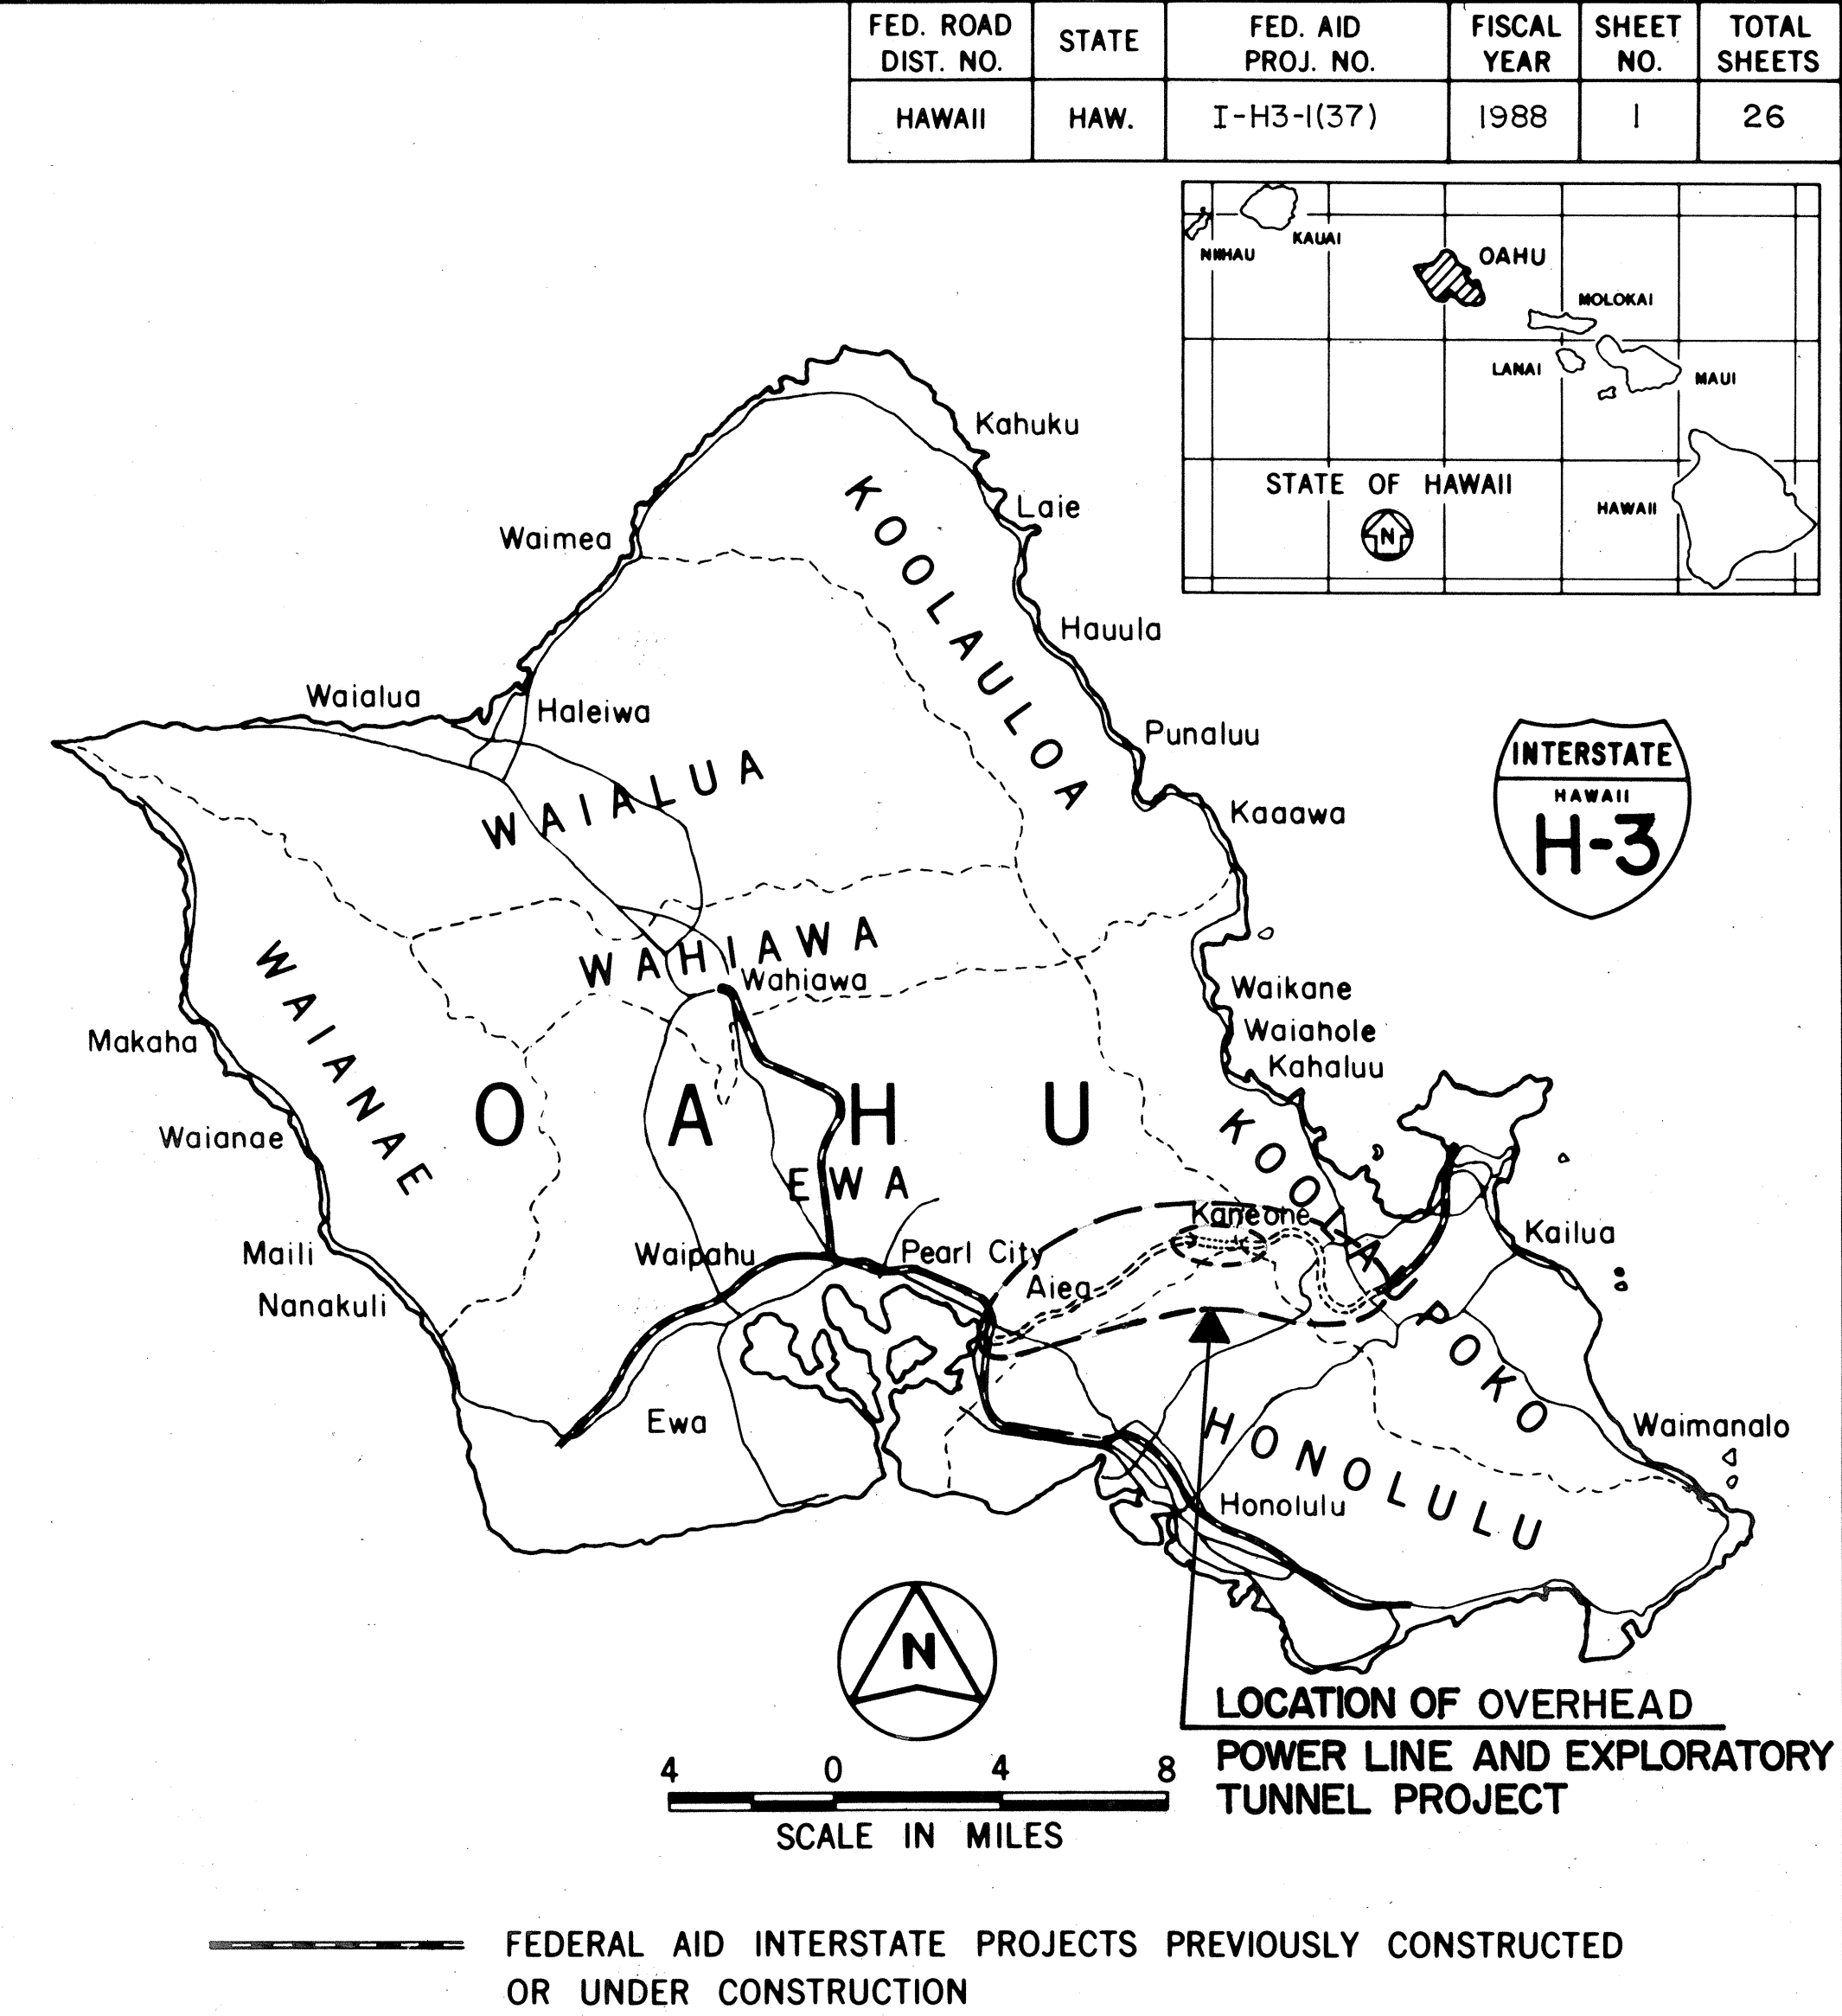 FED. ROAD DIST. NO.
STATE
FED. AID PROJ. NO.
FISCAL YEAR
SHEET NO.
TOTAL SHEETS
HAWAII
HAW.
I-H3-1(37)
1988
1
26
NIIHAU
KAUAI
OAHU
MOLOKAI
LANAI
MAUI
STATE OF HAWAII
HAWAII
N
Kahuku
Laie
Waimea
KOOLAULOA
Hauula
Waialua
Haleiwa
Punaluu
INTERSTATE
HAWAII
H-3
WAIALUA
Kaaawa
WAHIAWA
Wahiawa
WAIANAE
Waikane
Waiahole
Kahaluu
Makaha
OAHU
Waianae
KOOLAUPOKO
EWA
Kaneohe
Kailua
Maili
Waipahu
Pearl City
Aiea
Nanakuli
Ewa
HONOLULU
Waimanalo
Honolulu
N
LOCATION OF OVERHEAD
POWER LINE AND EXPLORATORY
TUNNEL PROJECT
4 0 4 8
SCALE IN MILES
FEDERAL AID INTERSTATE PROJECTS PREVIOUSLY CONSTRUCTED
OR UNDER CONSTRUCTION